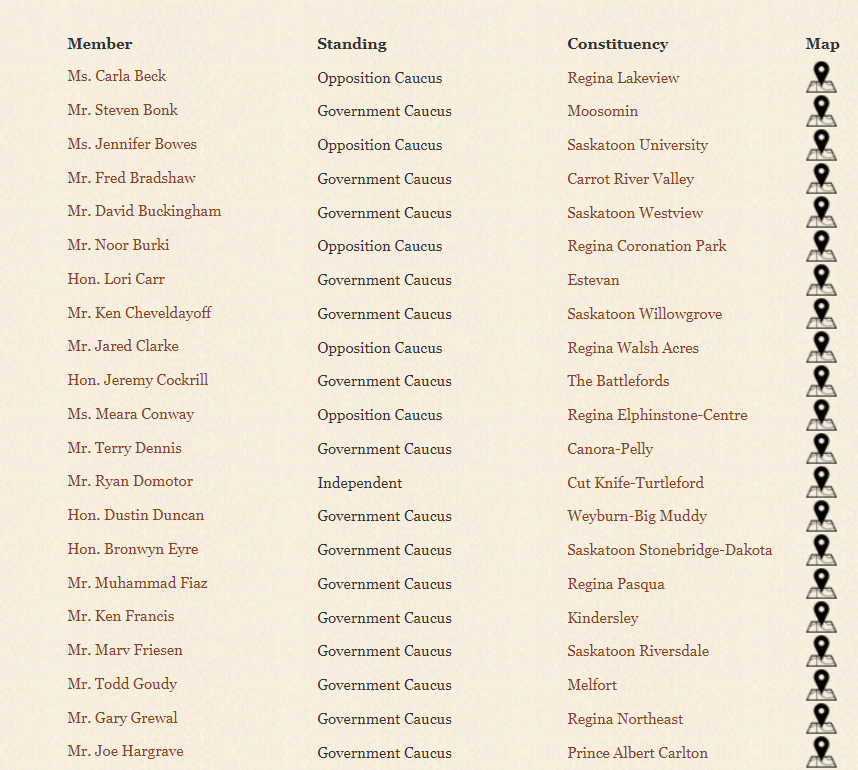 Member Standing Constituency Map
Ms. Carla Beck Opposition Caucus Regina Lakeview
Mr. Steven Bonk Government Caucus Moosomin
Ms. Jennifer Bowes Opposition Caucus Saskatoon University
Mr. Fred Bradshaw Government Caucus Carrot River Valley
Mr. David Buckingham Government Caucus Saskatoon Westview
Mr. Noor Burki Opposition Caucus Regina Coronation Park
Hon. Lori Carr Government Caucus Estevan
Mr. Ken Cheveldayoff Government Caucus Saskatoon Willowgrove
Mr. Jared Clarke Opposition Caucus Regina Walsh Acres
Hon. Jeremy Cockrill Government Caucus The Battlefords
Ms. Meara Conway Opposition Caucus Regina Elphinstone-Centre
Mr. Terry Dennis Government Caucus Canora-Pelly
Mr. Ryan Domotor Independent Cut Knife-Turtleford
Hon. Dustin Duncan Government Caucus Weyburn-Big Muddy
Hon. Bronwyn Eyre Government Caucus Saskatoon Stonebridge-Dakota
Mr. Muhammad Fiaz Government Caucus Regina Pasqua
Mr. Ken Francis Government Caucus Kindersley
Mr. Marv Friesen Government Caucus Saskatoon Riversdale
Mr. Todd Goudy Government Caucus Melfort
Mr. Gary Grewal Government Caucus Regina Northeast
Mr. Joe Hargrave Government Caucus Prince Albert Carlton